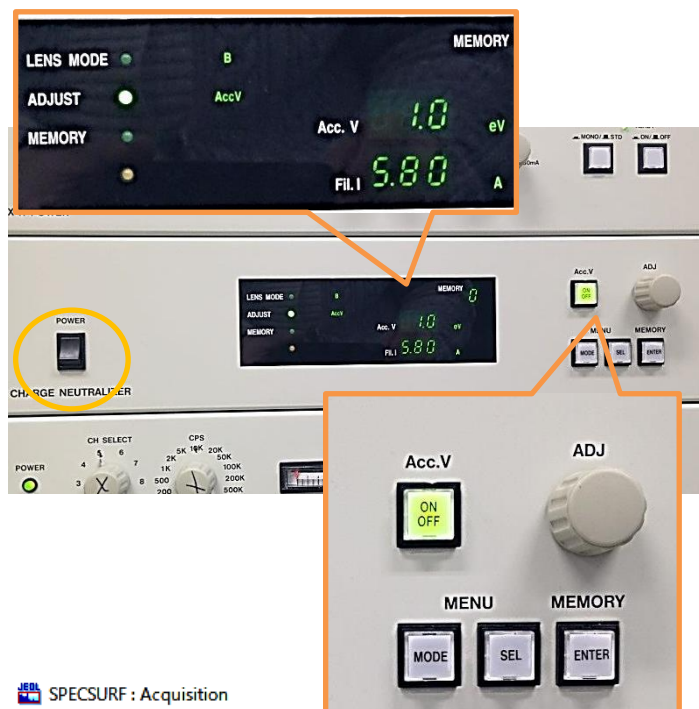 MEMORY
LENS MODE B
ADJUST AccV
MEMORY
Acc. V 1.0 eV
Fil. I 5.80 A
MONO/ STD ON/ OFF
LENS MODE B MEMORY 0
ADJUST AccV
MEMORY
Acc. V 1.0 eV
FIL. I 5.80 A
Acc.V ADJ
ON
OFF
MENU MEMORY
MODE SEL ENTER
POWER
CHARGE NEUTRALIZER
CH SELECT CPS
3 4 5 6 7 8
200 500 1K 2K 5K 10K 20K 50K 100K 200K 500K
POWER
Acc.V ADJ
ON
OFF
MENU MEMORY
MODE SEL ENTER
JEOL SPECSURF : Acquisition